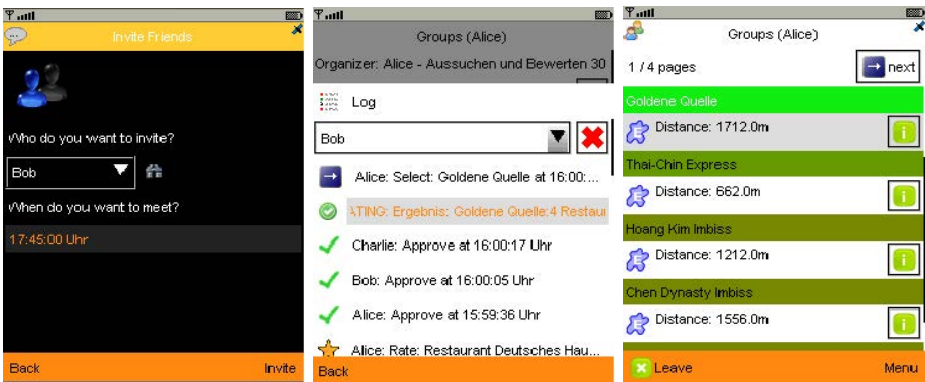 Invite Friends
Who do you want to invite?
Bob
When do you want to meet?
17:45:00 Uhr
Back
Invite
Groups (Alice)
Organizer: Alice - Aussuchen und Bewerten 30
Log
Bob
Alice: Select: Goldene Quelle at 16:00:...
ATING: Ergebnis: Goldene Quelle:4 Restau
Charlie: Approve at 16:00:17 Uhr
Bob: Approve at 16:00:05 Uhr
Alice: Approve at 15:59:36 Uhr
Alice: Rate: Restaurant Deutsches Hau...
Back
Groups (Alice)
1 / 4 pages
next
Goldene Quelle
Distance: 1712.0m
Thai-Chin Express
Distance: 662.0m
Hoang Kim Imbiss
Distance: 1212.0m
Chen Dynasty Imbiss
Distance: 1556.0m
Leave
Menu